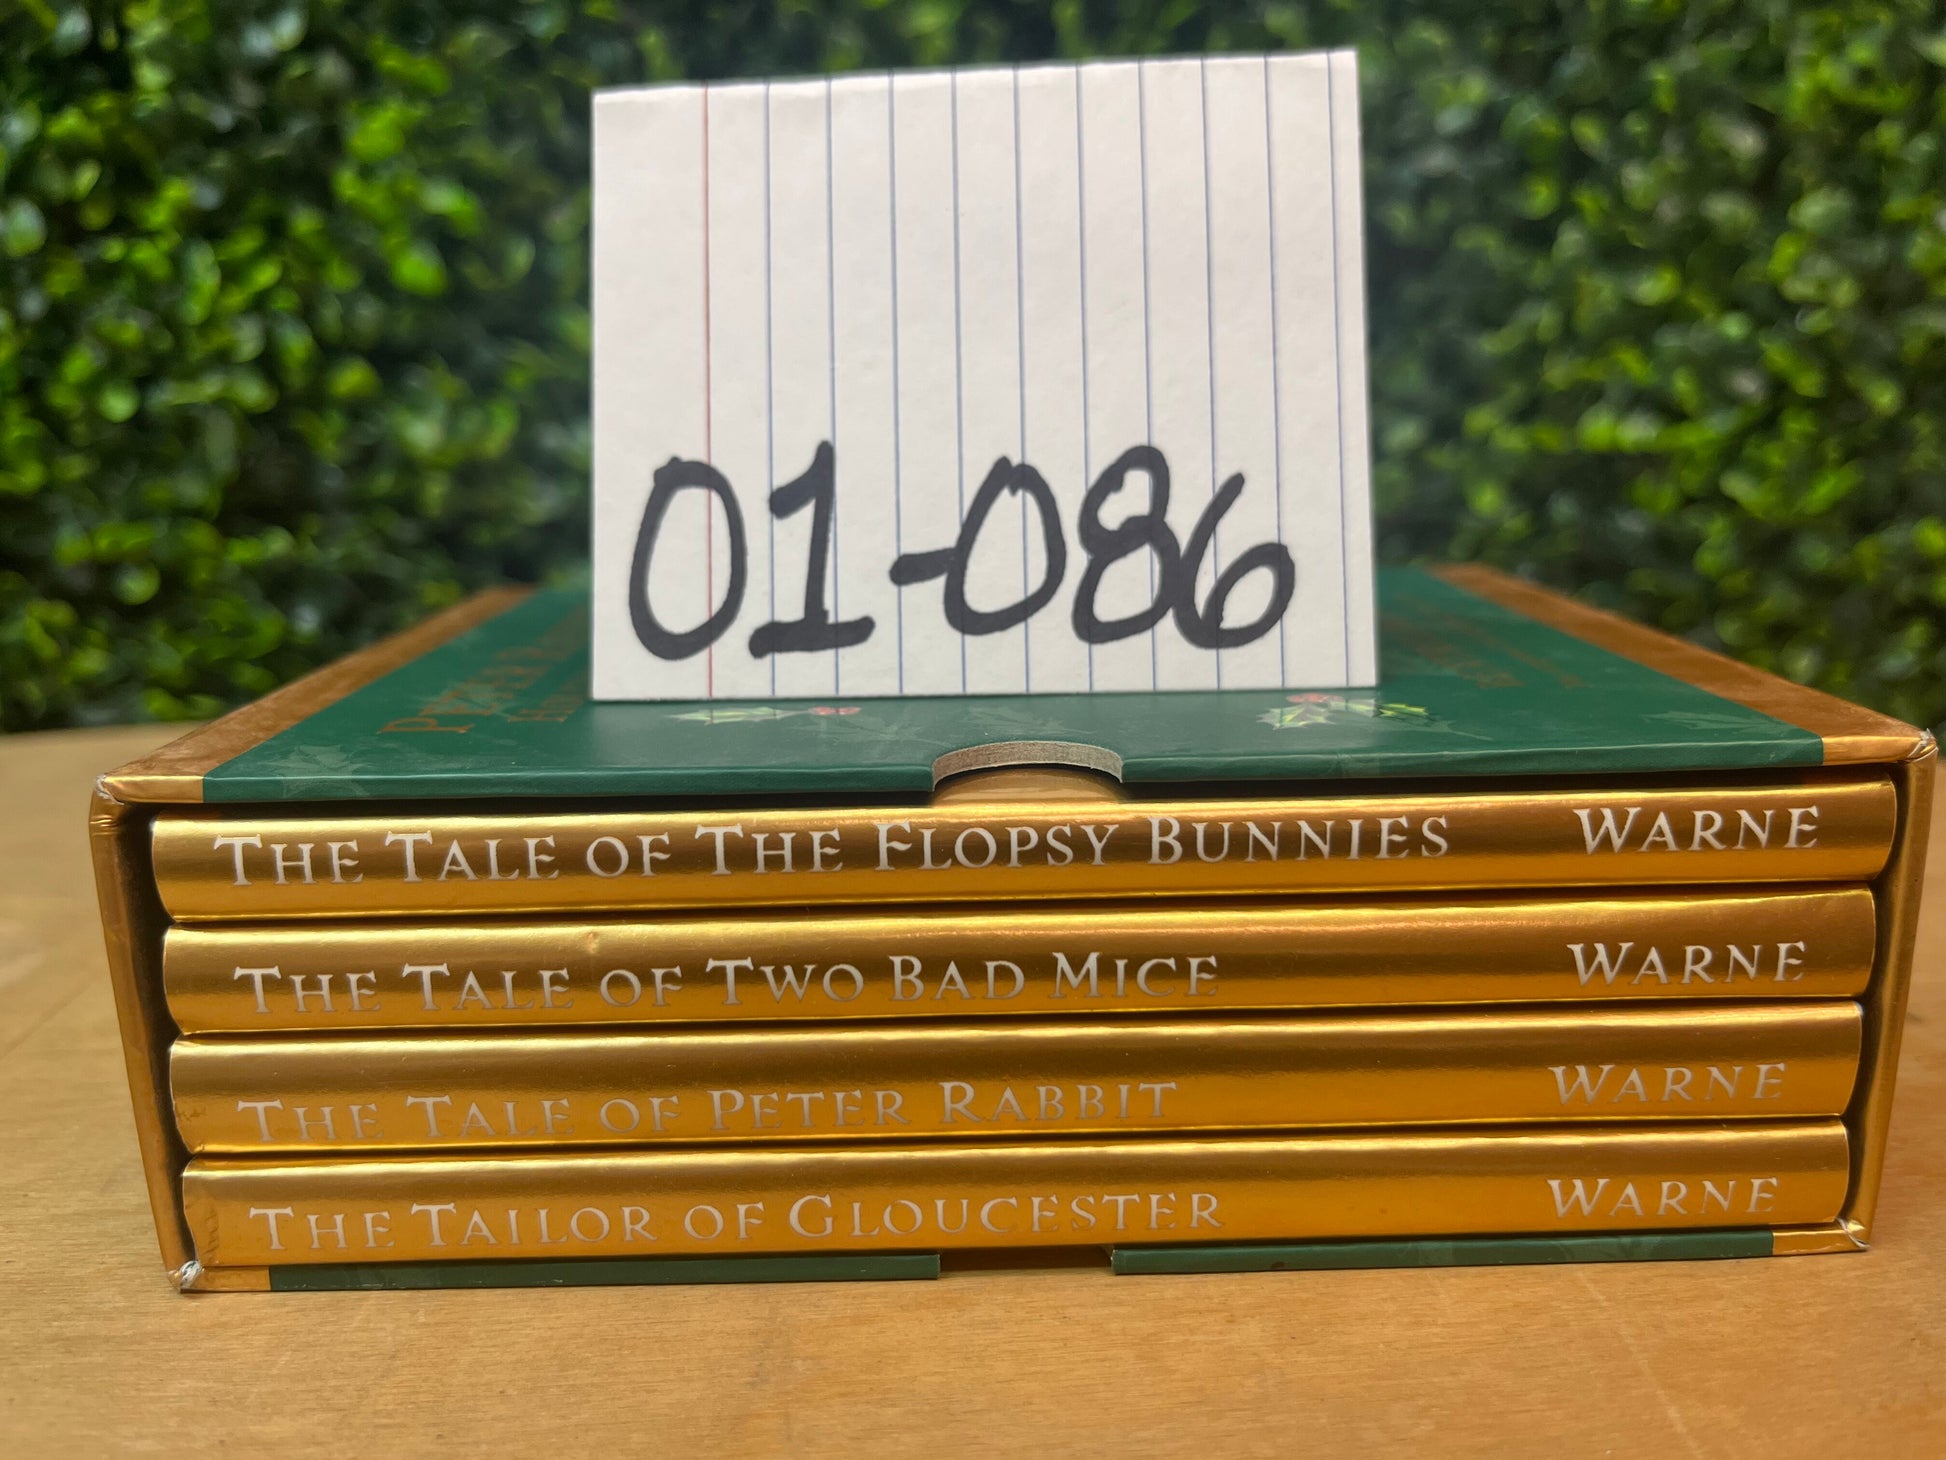 01-086
THE TALE OF THE FLOPSY BUNNIES WARNE
THE TALE OF TWO BAD MICE WARNE
THE TALE OF PETER RABBIT WARNE
THE TAILOR OF GLOUCESTER WARNE